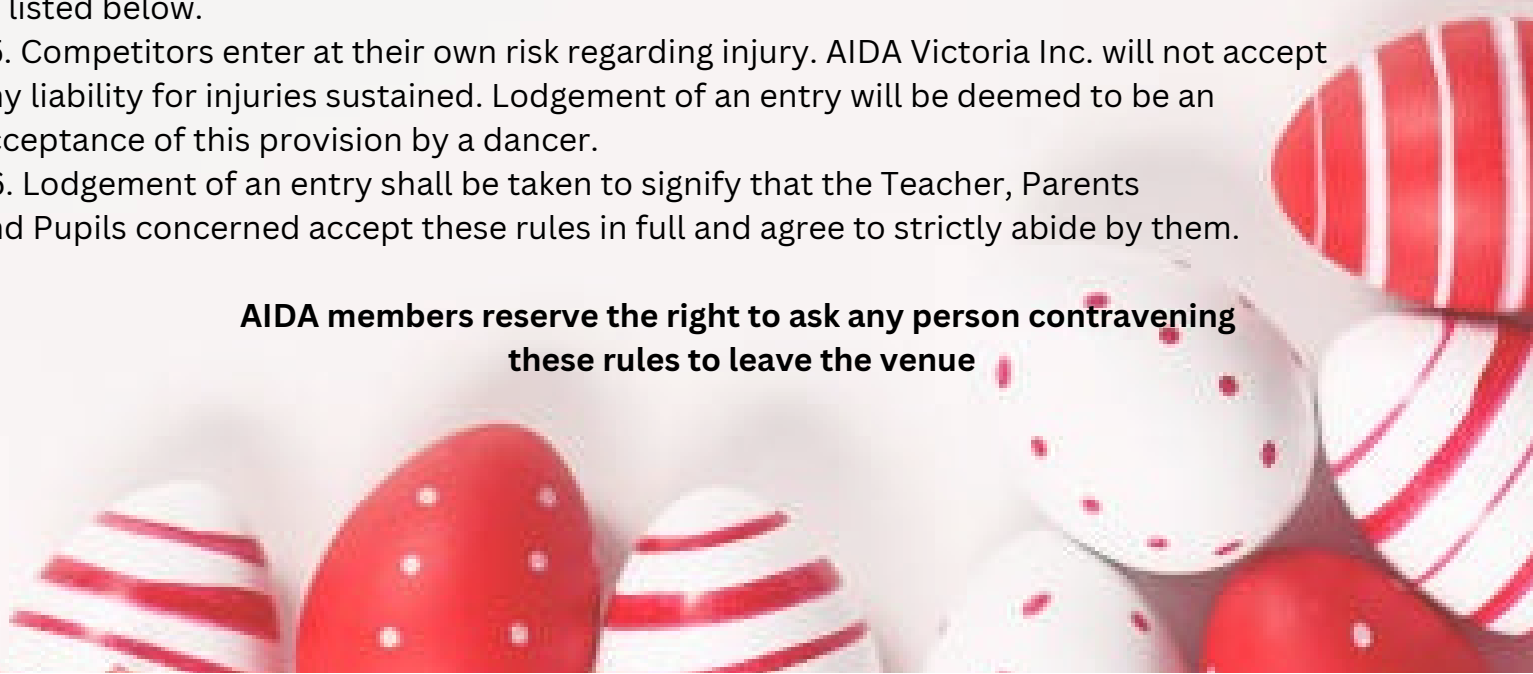 listed below.
. Competitors enter at their own risk regarding injury. AIDA Victoria Inc. will not accept
liability for injuries sustained. Lodgement of an entry will be deemed to be an
cceptance of this provision by a dancer.
. Lodgement of an entry shall be taken to signify that the Teacher, Parents
d Pupils concerned accept these rules in full and agree to strictly abide by them.
AIDA members reserve the right to ask any person contravening
these rules to leave the venue